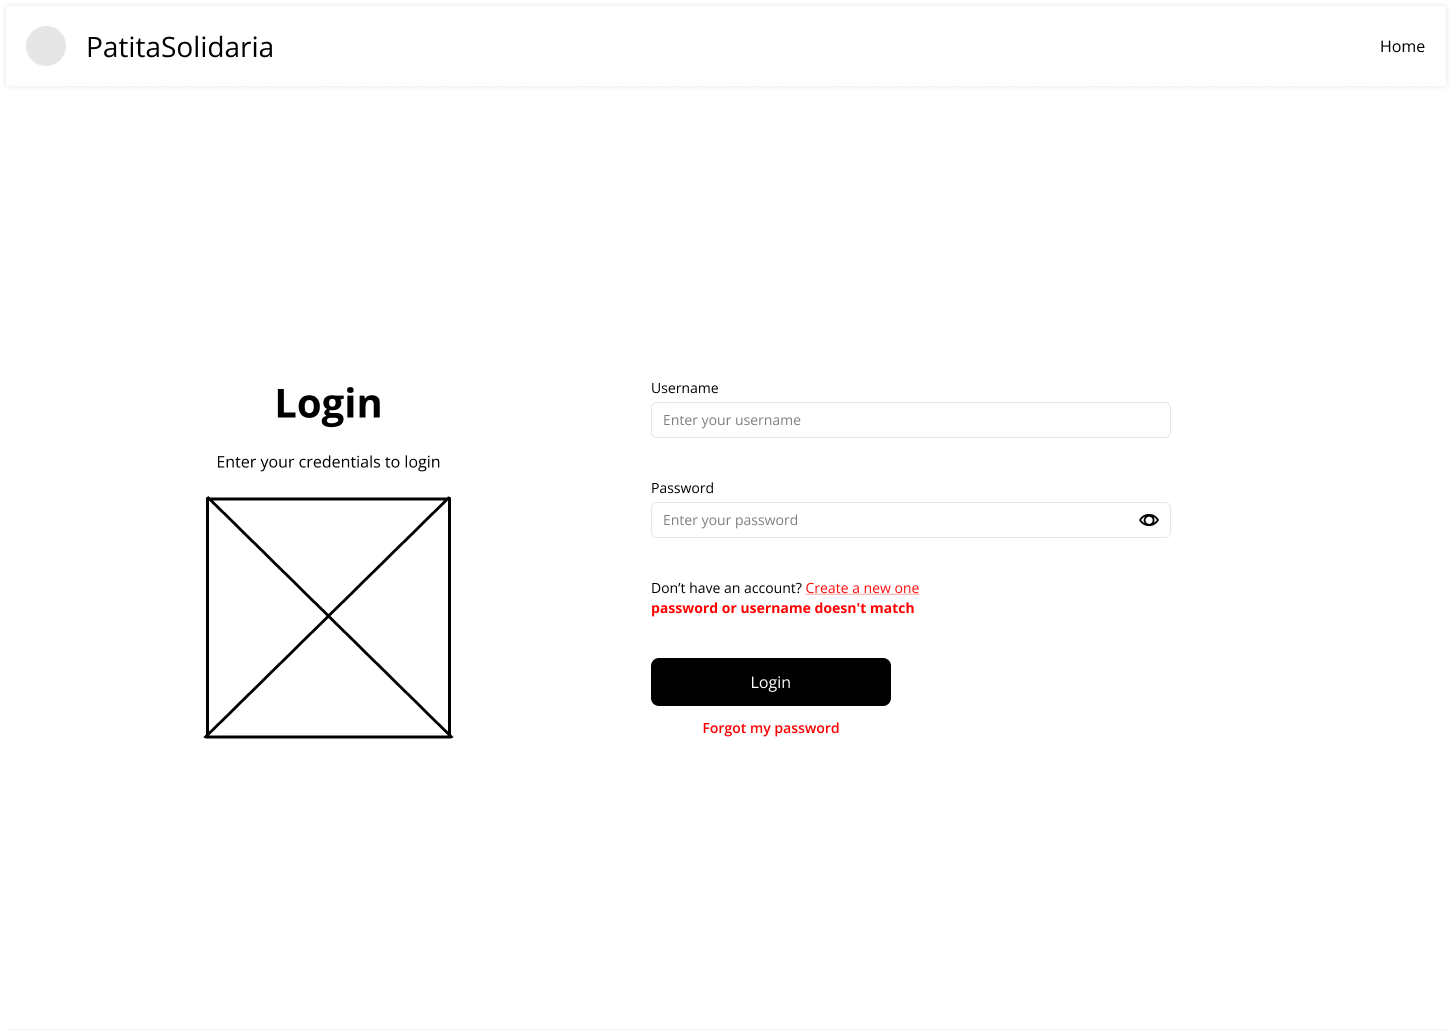 PatitaSolidaria
Home
Login
Enter your credentials to login
Username
Enter your username
Password
Enter your password
Don’t have an account? Create a new one
password or username doesn't match
Login
Forgot my password